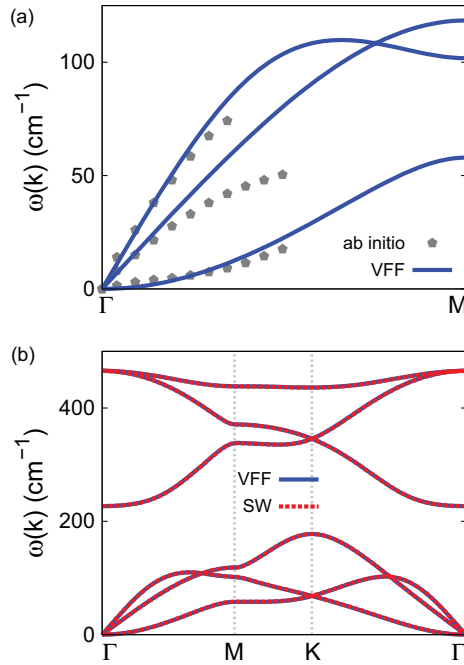 (a)
ω(k) (cm⁻¹)
100
50
0
ab initio
VFF
Γ
M
(b)
ω(k) (cm⁻¹)
400
200
0
VFF
SW
Γ
M
K
Γ